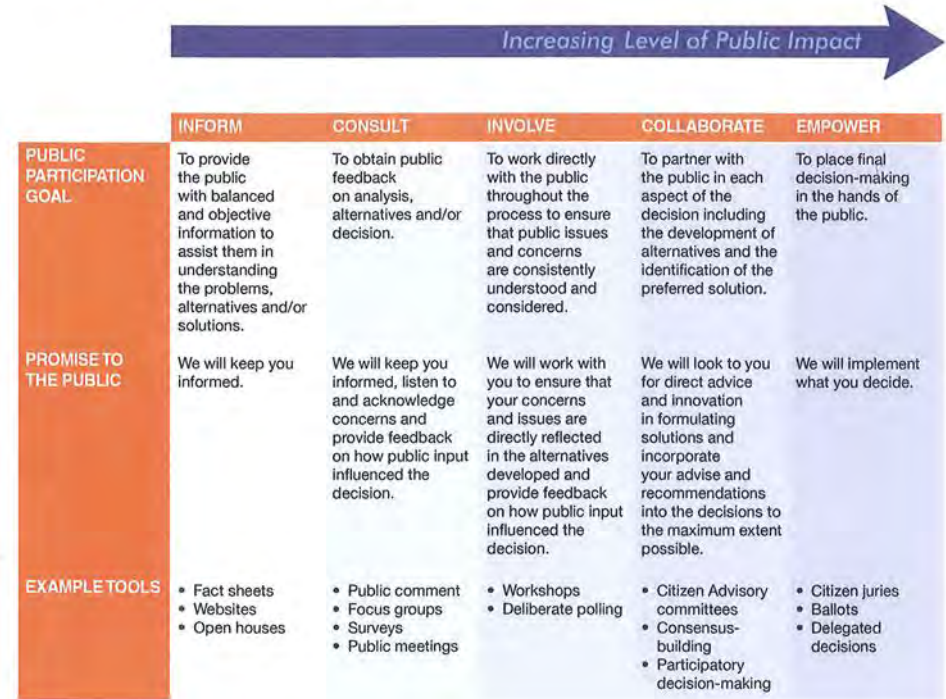 Increasing Level of Public Impact
INFORM
CONSULT
INVOLVE
COLLABORATE
EMPOWER
PUBLIC
PARTICIPATION
GOAL
To provide
the public
with balanced
and objective
information to
assist them in
understanding
the problems,
alternatives and/or
solutions.
To obtain public
feedback
on analysis,
alternatives and/or
decision.
To work directly
with the public
throughout the
process to ensure
that public issues
and concerns
are consistently
understood and
considered.
To partner with
the public in each
aspect of the
decision including
the development of
alternatives and the
identification of the
preferred solution.
To place final
decision-making
in the hands of
the public.
PROMISE TO
THE PUBLIC
We will keep you
informed.
We will keep you
informed, listen to
and acknowledge
concerns and
provide feedback
on how public input
influenced the
decision.
We will work with
you to ensure that
your concerns
and issues are
directly reflected
in the alternatives
developed and
provide feedback
on how public input
influenced the
decision.
We will look to you
for direct advice
and innovation
in formulating
solutions and
incorporate
your advise and
recommendations
into the decisions to
the maximum extent
possible.
We will implement
what you decide.
EXAMPLE TOOLS
• Fact sheets
• Websites
• Open houses
• Public comment
• Focus groups
• Surveys
• Public meetings
• Workshops
• Deliberate polling
• Citizen Advisory
committees
• Consensus-
building
• Participatory
decision-making
• Citizen juries
• Ballots
• Delegated
decisions